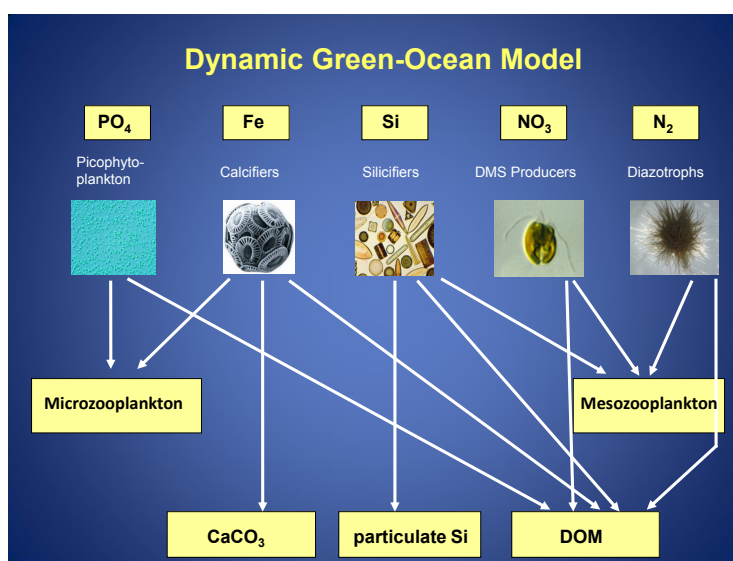 Dynamic Green-Ocean Model
PO₄
Fe
Si
NO₃
N₂
Picophyto-
plankton
Calcifiers
Silicifiers
DMS Producers
Diazotrophs
Microzooplankton
Mesozooplankton
CaCO₃
particulate Si
DOM